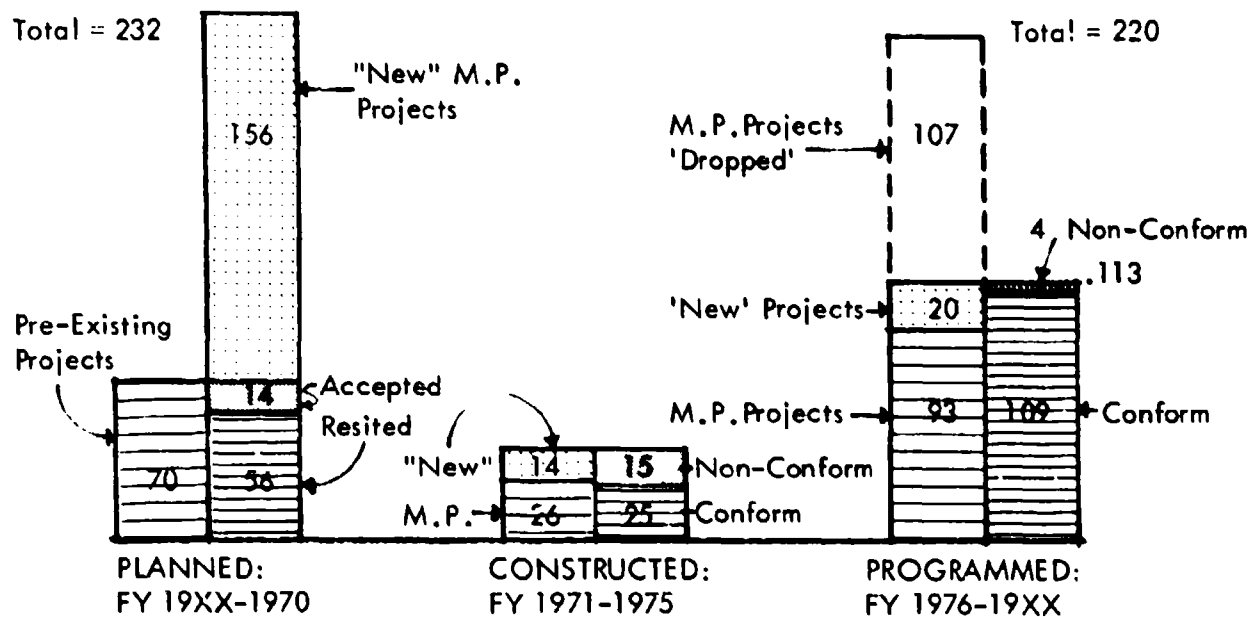 Total = 232
Total = 220
"New" M.P.
Projects
156
M.P.Projects
'Dropped'
107
4 Non-Conform
.113
'New' Projects
20
Pre-Existing
Projects
14
Accepted
Resited
M.P.Projects
93
109
Conform
"New"
14
15
Non-Conform
70
56
M.P.
26
25
Conform
PLANNED:
FY 19XX-1970
CONSTRUCTED:
FY 1971-1975
PROGRAMMED:
FY 1976-19XX